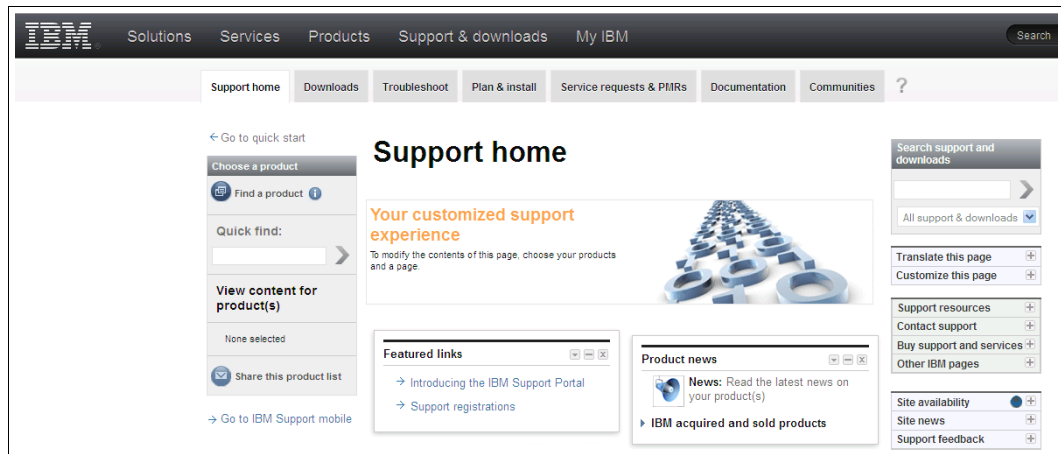 IBM Solutions Services Products Support & downloads My IBM Search
Support home Downloads Troubleshoot Plan & install Service requests & PMRs Documentation Communities ?
Go to quick start
Choose a product
Find a product
Quick find:
View content for
product(s)
None selected
Share this product list
Go to IBM Support mobile
Support home
Your customized support
experience
To modify the contents of this page, choose your products
and a page.
Featured links
Introducing the IBM Support Portal
Support registrations
Product news
News: Read the latest news on
your product(s)
IBM acquired and sold products
Search support and
downloads
All support & downloads
Translate this page
Customize this page
Support resources
Contact support
Buy support and services
Other IBM pages
Site availability
Site news
Support feedback